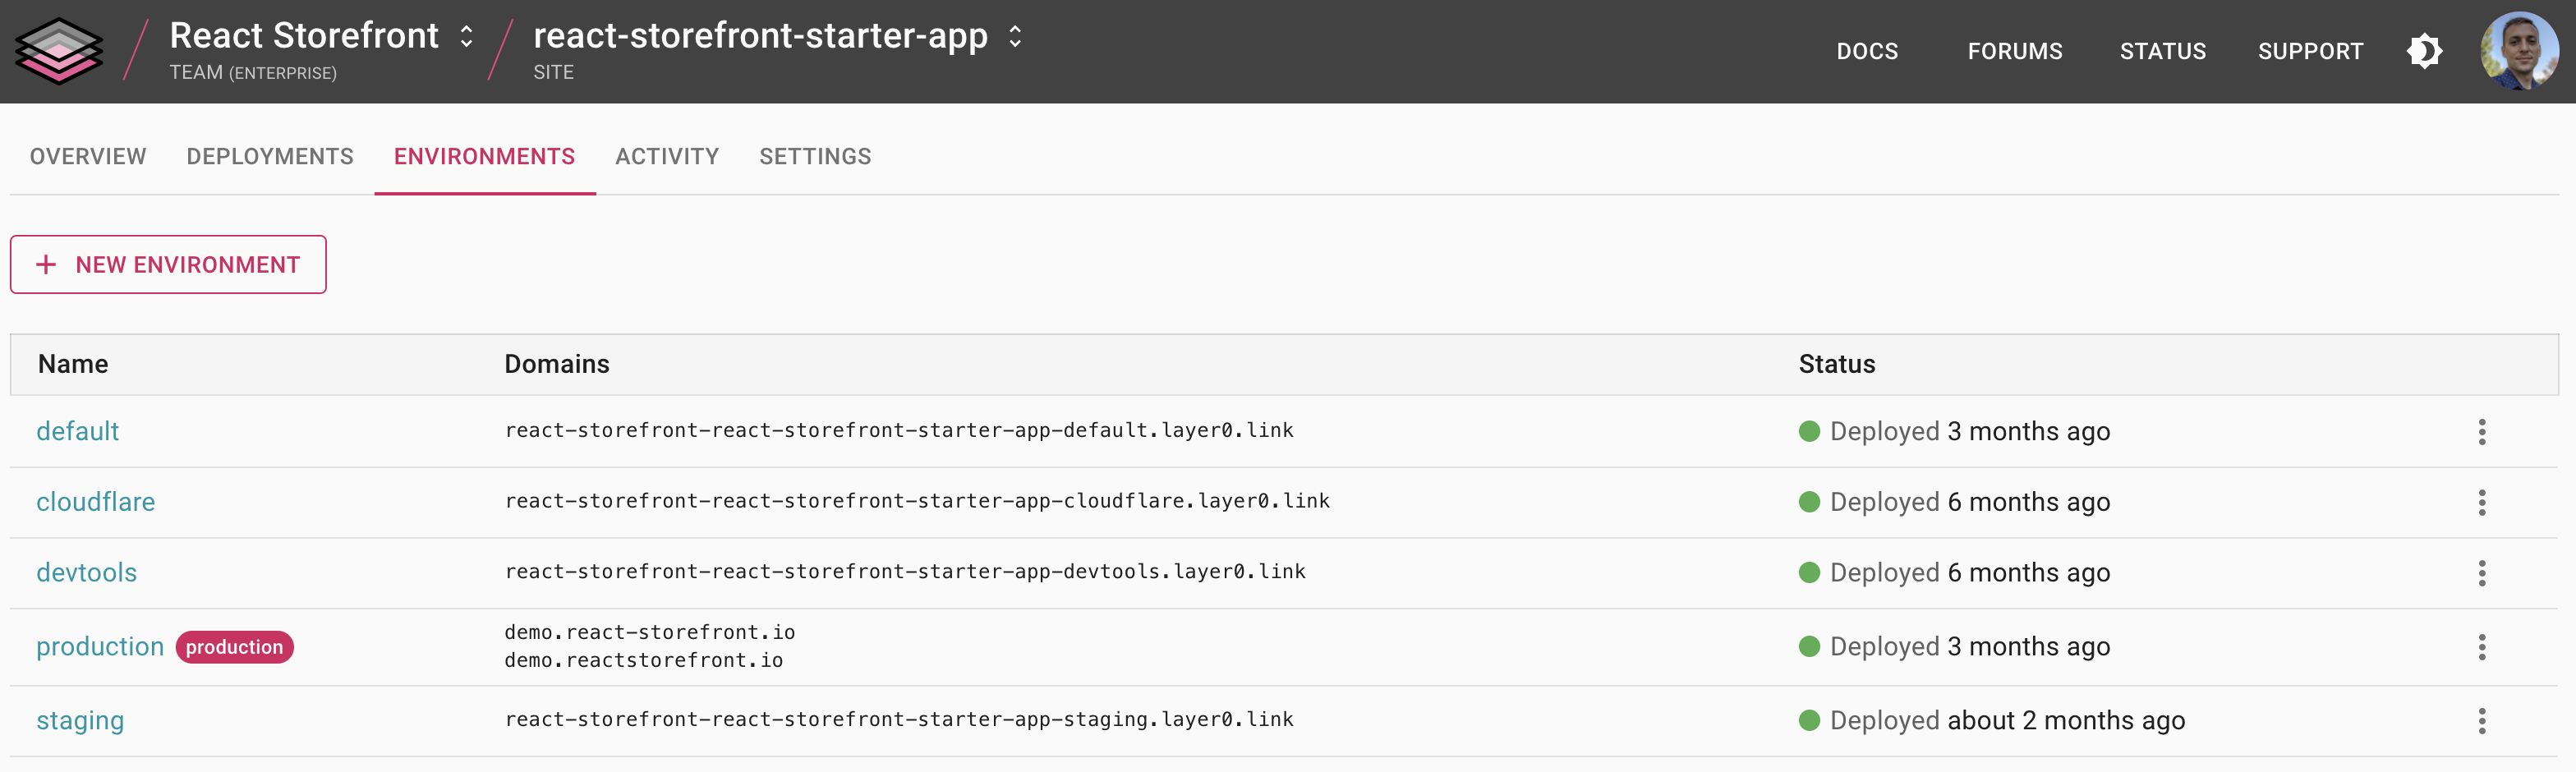 React Storefront
TEAM (ENTERPRISE)
react-storefront-starter-app
SITE
DOCS FORUMS STATUS SUPPORT
OVERVIEW DEPLOYMENTS ENVIRONMENTS ACTIVITY SETTINGS
+ NEW ENVIRONMENT
Name Domains Status
default react-storefront-react-storefront-starter-app-default.layer0.link Deployed 3 months ago
cloudflare react-storefront-react-storefront-starter-app-cloudflare.layer0.link Deployed 6 months ago
devtools react-storefront-react-storefront-starter-app-devtools.layer0.link Deployed 6 months ago
production production demo.react-storefront.io Deployed 3 months ago
demo.reactstorefront.io
staging react-storefront-react-storefront-starter-app-staging.layer0.link Deployed about 2 months ago